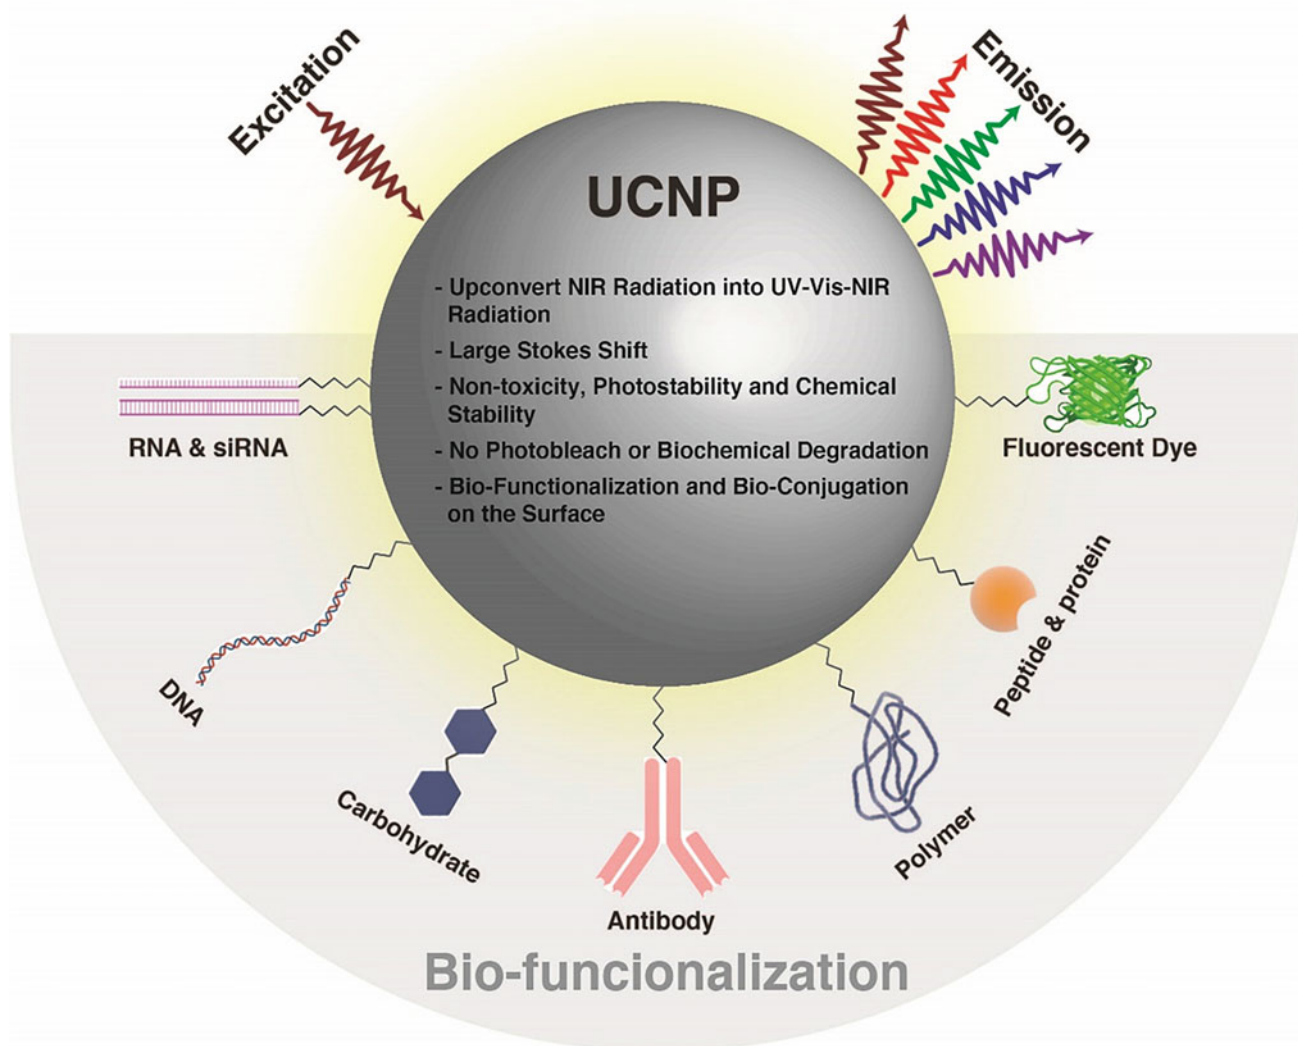 Excitation
Emission
UCNP
- Upconvert NIR Radiation into UV-Vis-NIR
Radiation
- Large Stokes Shift
- Non-toxicity, Photostability and Chemical
Stability
- No Photobleach or Biochemical Degradation
- Bio-Functionalization and Bio-Conjugation
on the Surface
RNA & siRNA
Fluorescent Dye
DNA
Peptide & protein
Carbohydrate
Polymer
Antibody
Bio-funcionalization